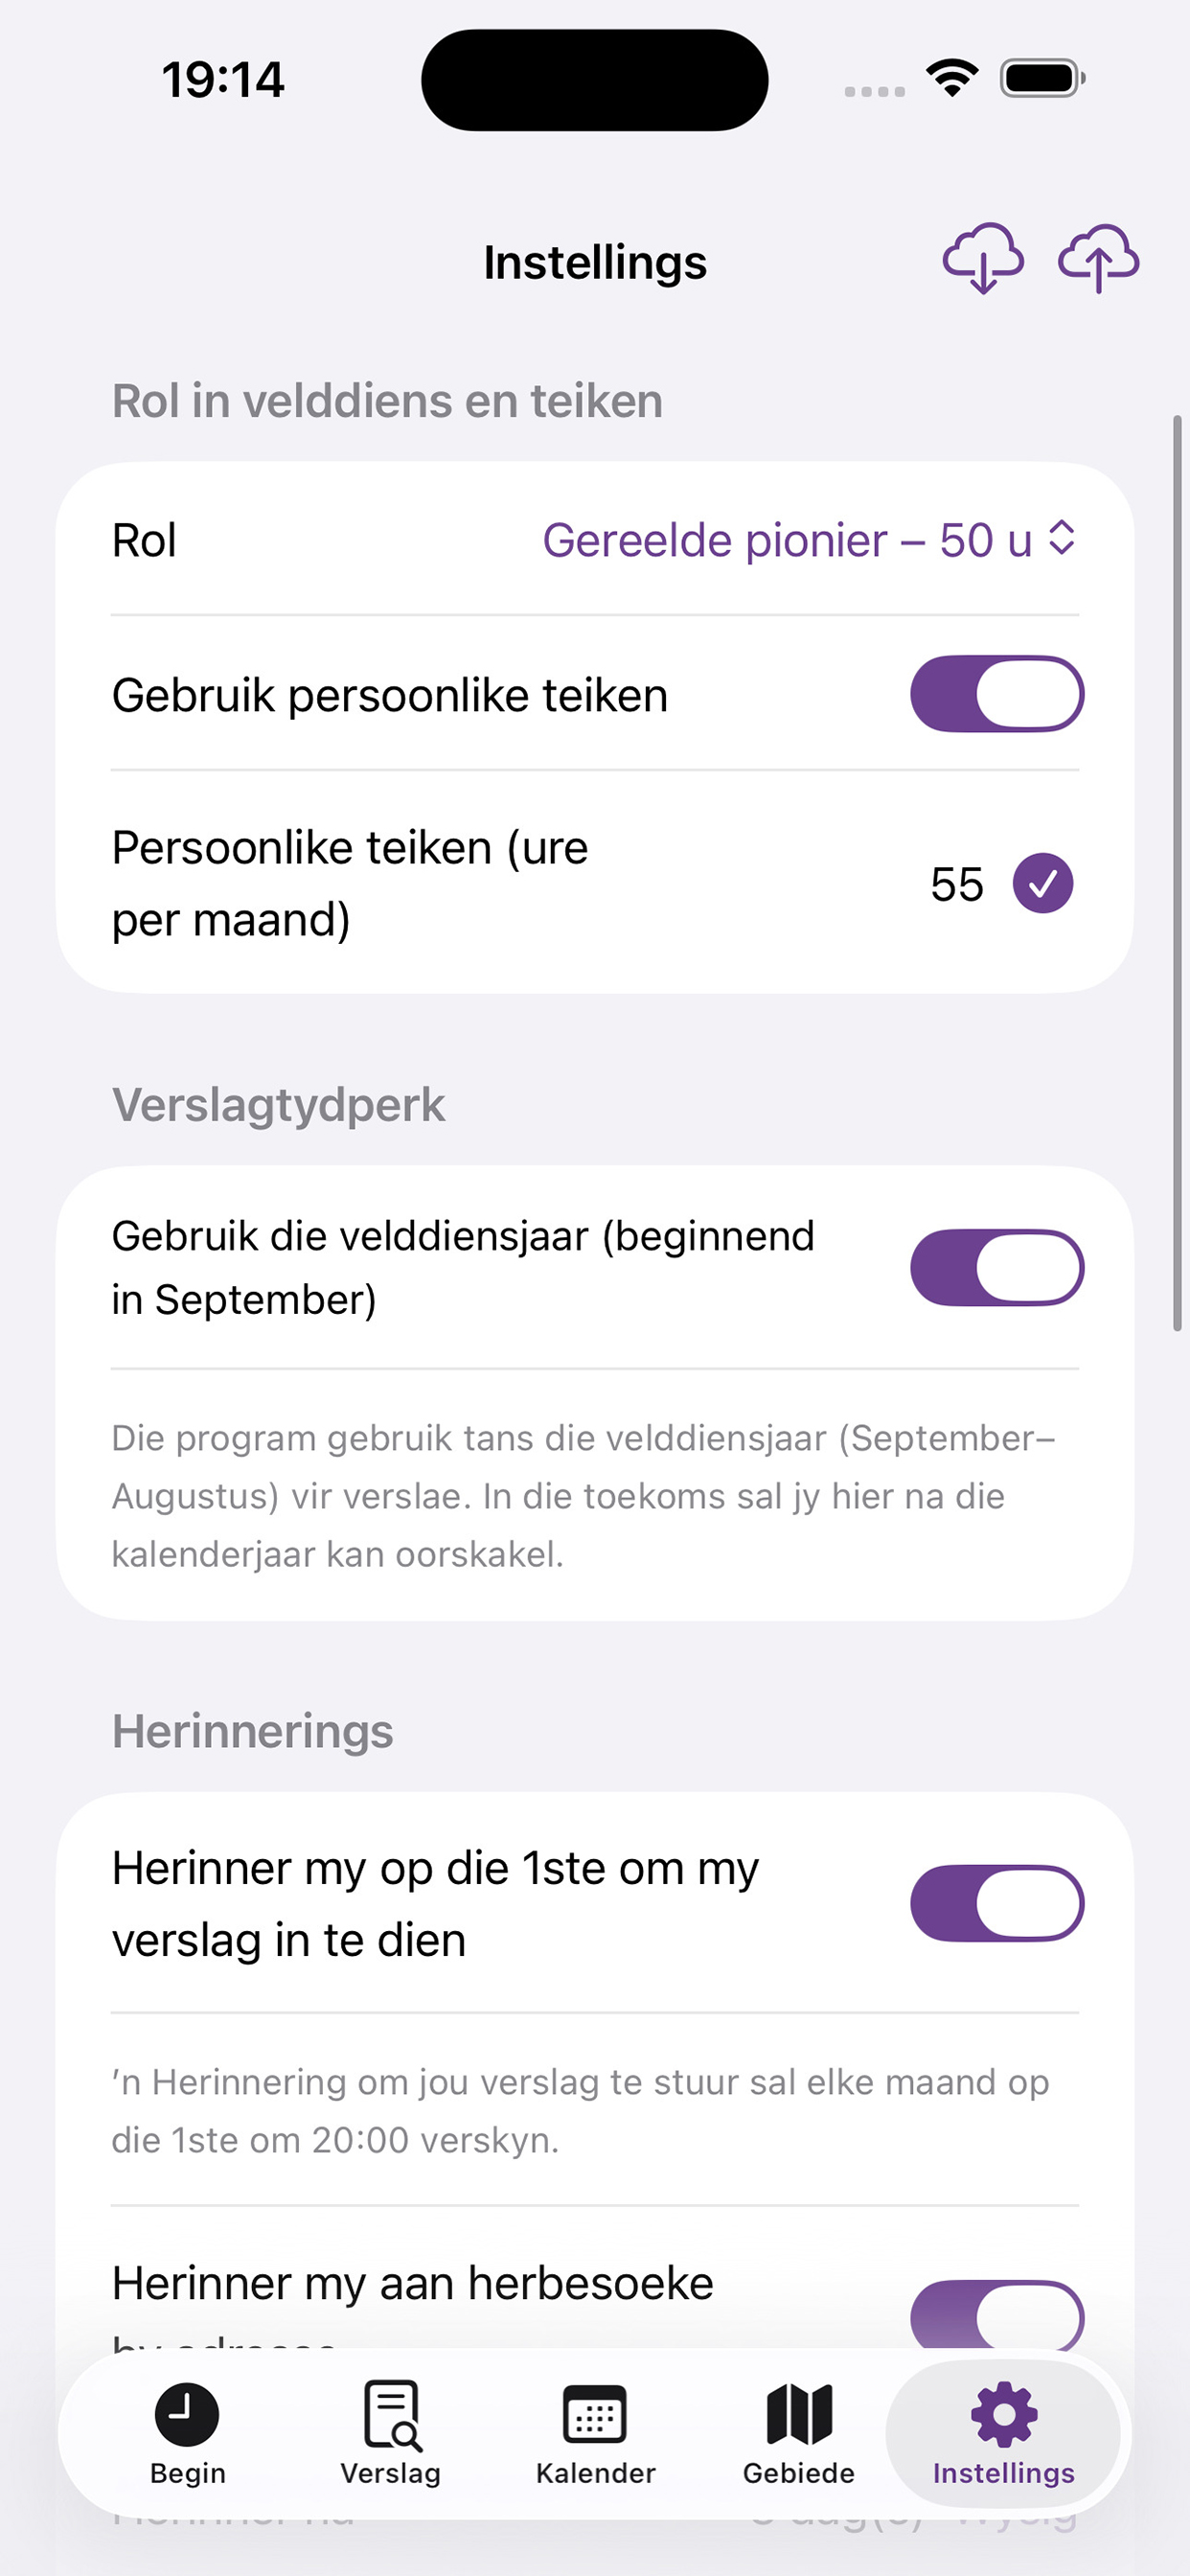 19:14
Instellings
Rol in velddiens en teiken
Rol
Gereelde pionier – 50 u
Gebruik persoonlike teiken
Persoonlike teiken (ure
per maand)
55
Verslagtydperk
Gebruik die velddiensjaar (beginnend
in September)
Die program gebruik tans die velddiensjaar (September–
Augustus) vir verslae. In die toekoms sal jy hier na die
kalenderjaar kan oorskakel.
Herinnerings
Herinner my op die 1ste om my
verslag in te dien
’n Herinnering om jou verslag te stuur sal elke maand op
die 1ste om 20:00 verskyn.
Herinner my aan herbesoeke
Begin
Verslag
Kalender
Gebiede
Instellings